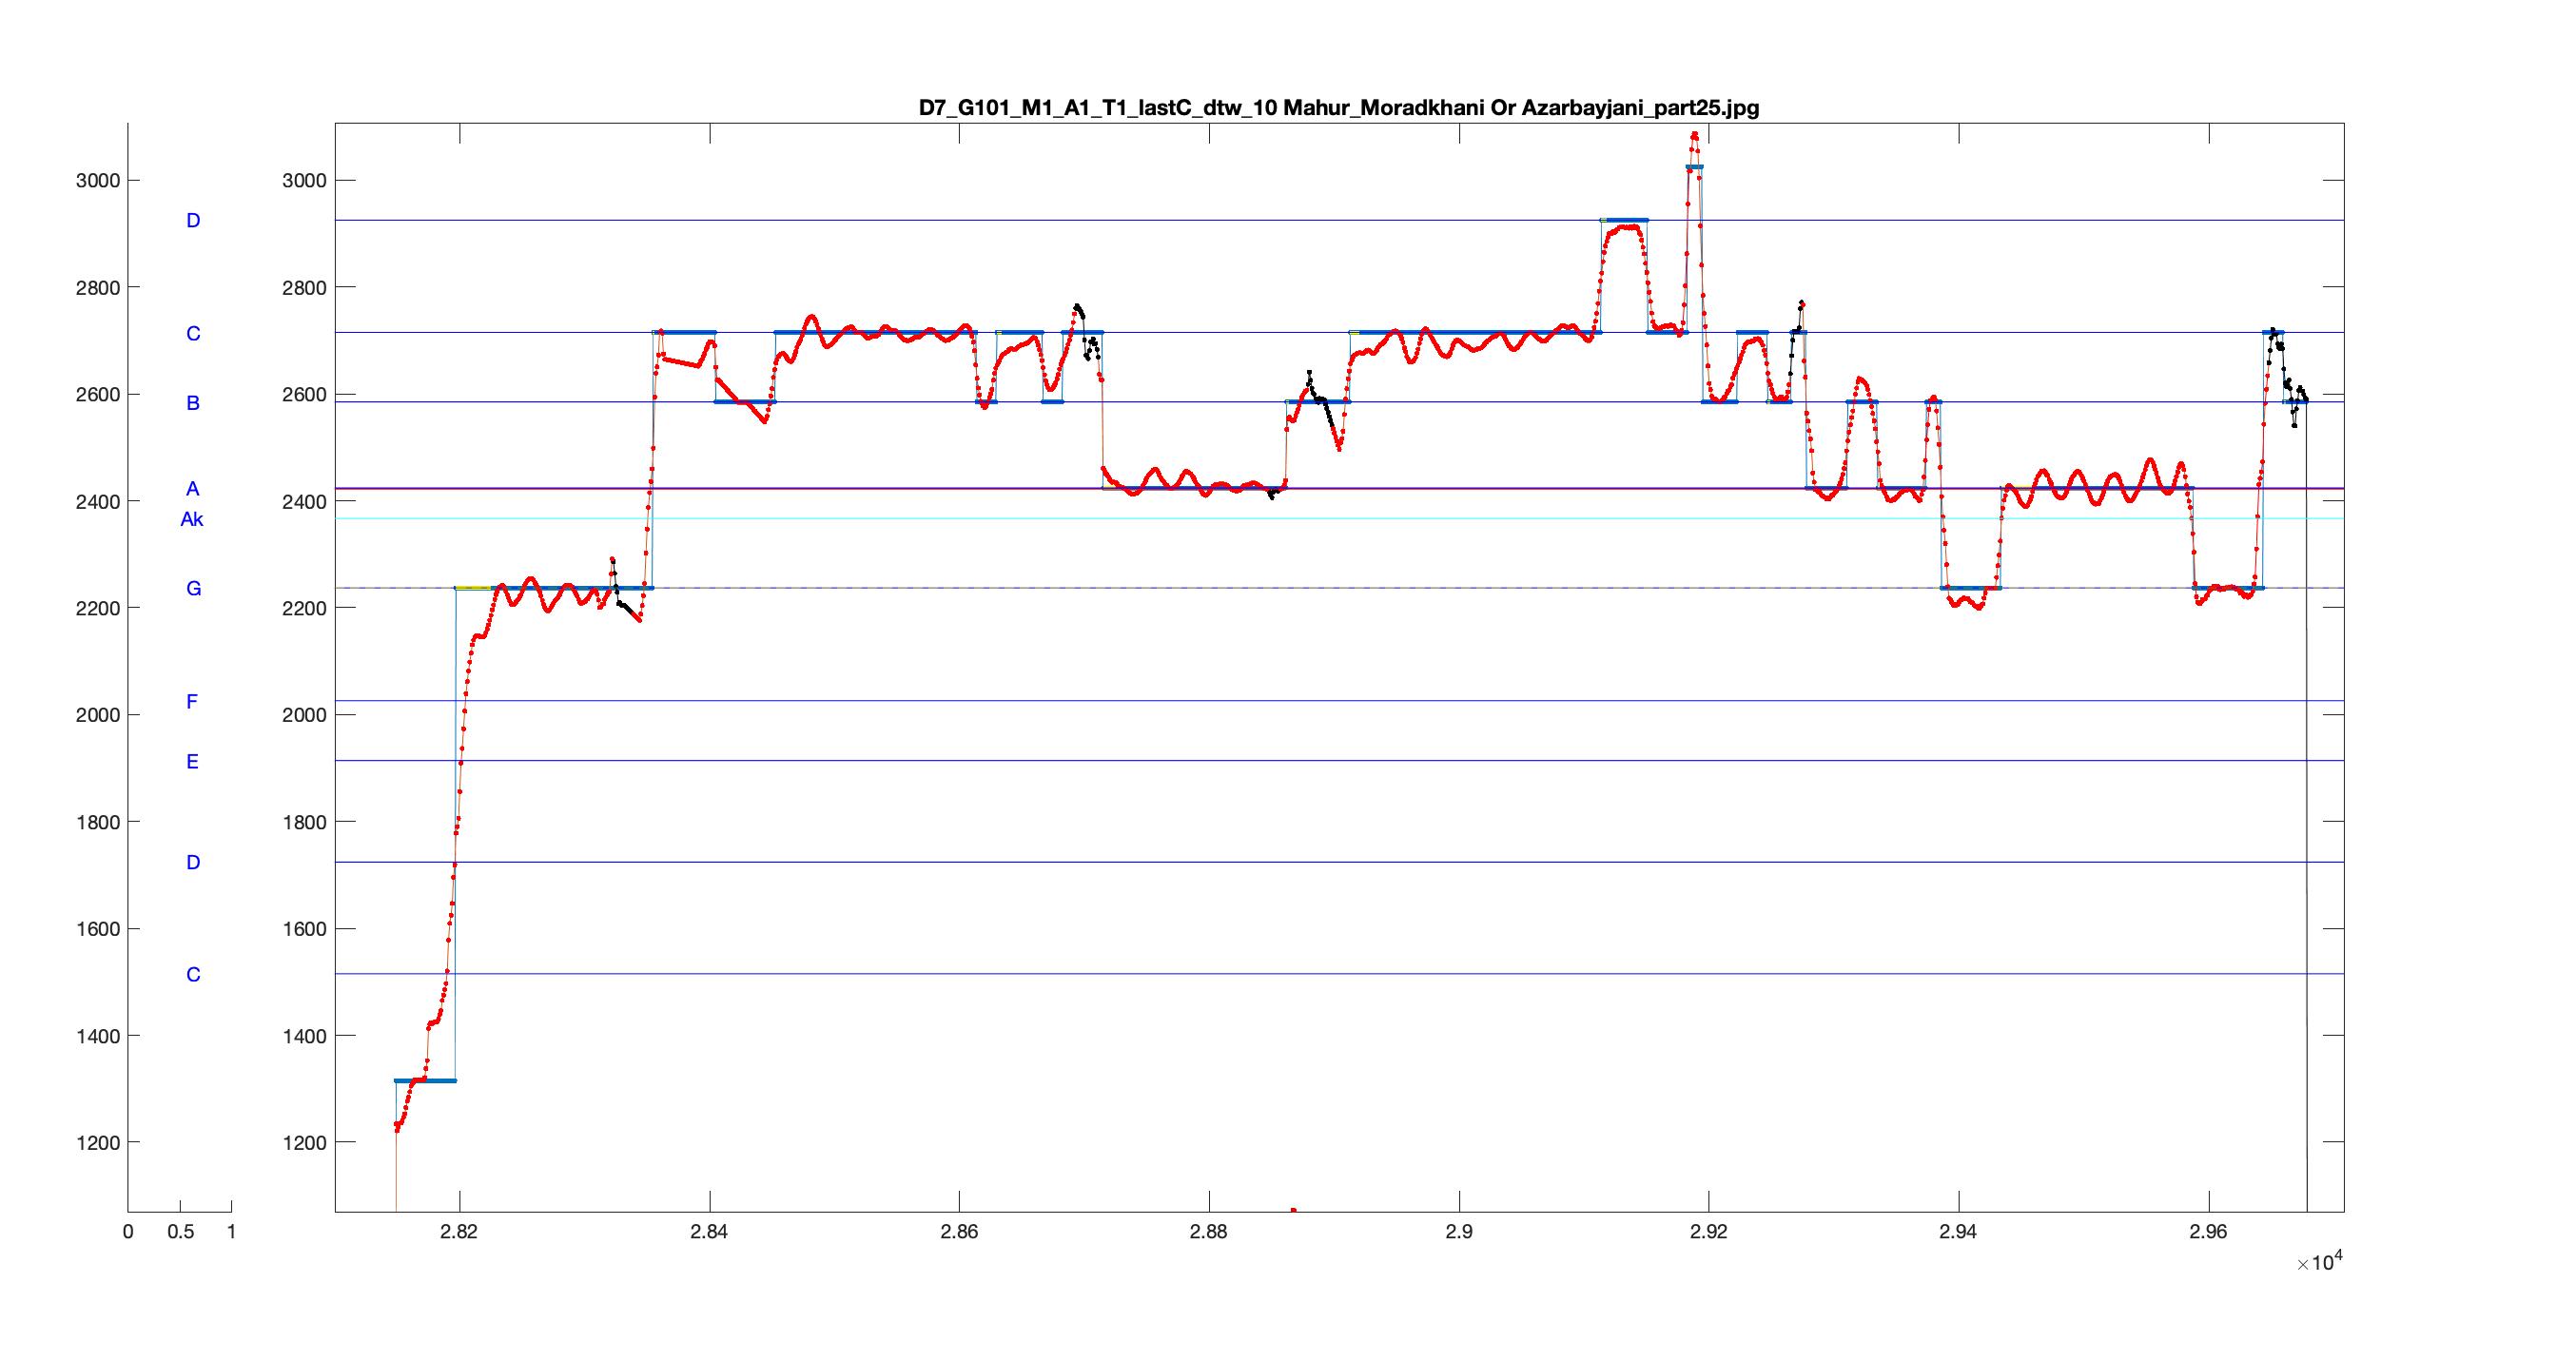 D7_G101_M1_A1_T1_lastC_dtw_10 Mahur_Moradkhani Or Azarbayjani_part25.jpg
3000 3000
D
2800 2800
C
2600 2600
B
A
2400 2400
Ak
G
2200 2200
F
2000 2000
E
1800 1800
D
1600 1600
C
1400 1400
1200 1200
0 0.5 1 2.82 2.84 2.86 2.88 2.9 2.92 2.94 2.96
×10^4